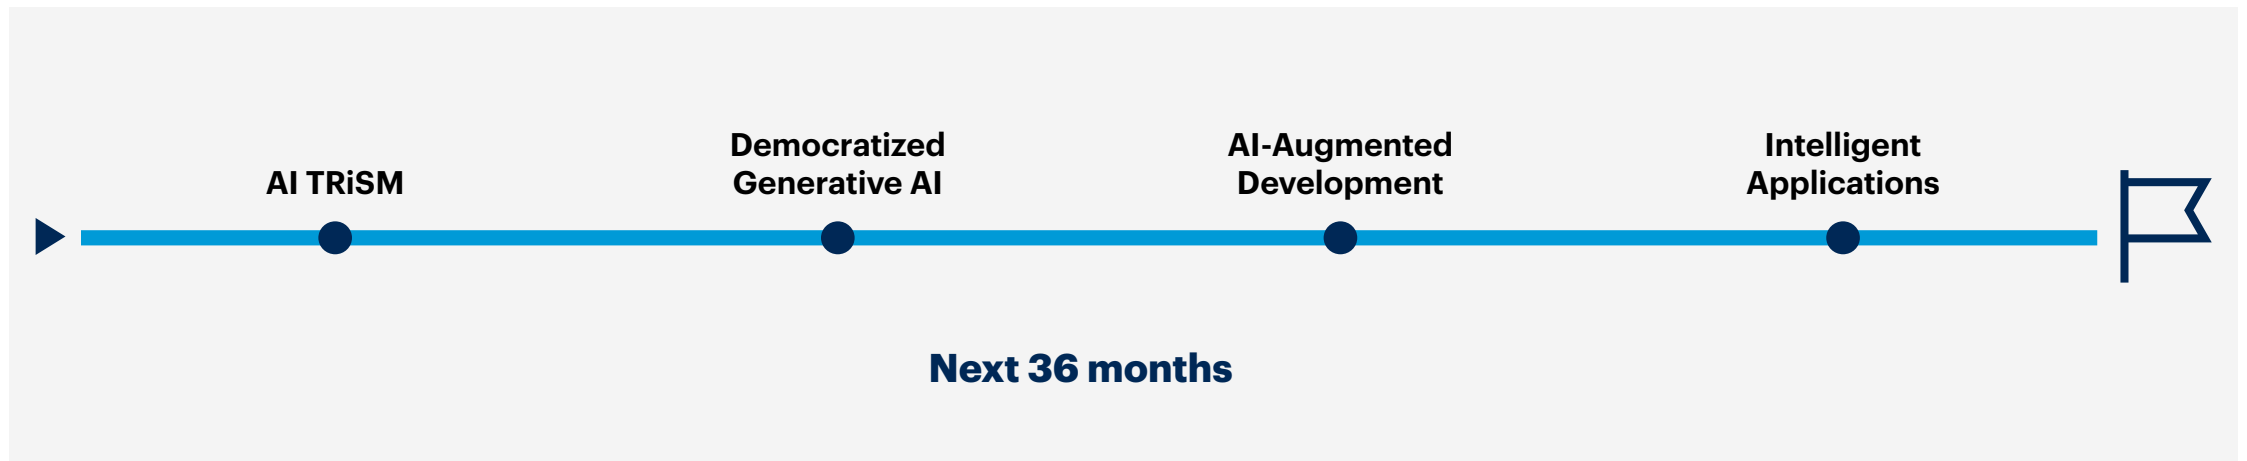 AI TRiSM
Democratized
Generative AI
AI-Augmented
Development
Intelligent
Applications
Next 36 months